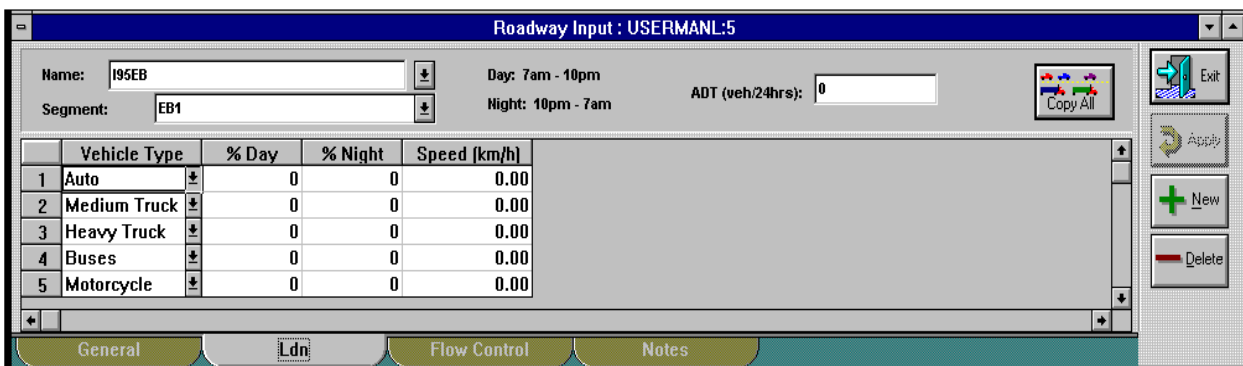 Roadway Input : USERMANL:5
Name: I95EB
Day: 7am - 10pm
ADT (veh/24hrs): 0
Segment: EB1
Night: 10pm - 7am
Copy All
Exit
Apply
New
Delete
Vehicle Type % Day % Night Speed (km/h)
1 Auto 0 0 0.00
2 Medium Truck 0 0 0.00
3 Heavy Truck 0 0 0.00
4 Buses 0 0 0.00
5 Motorcycle 0 0 0.00
General Ldn Flow Control Notes